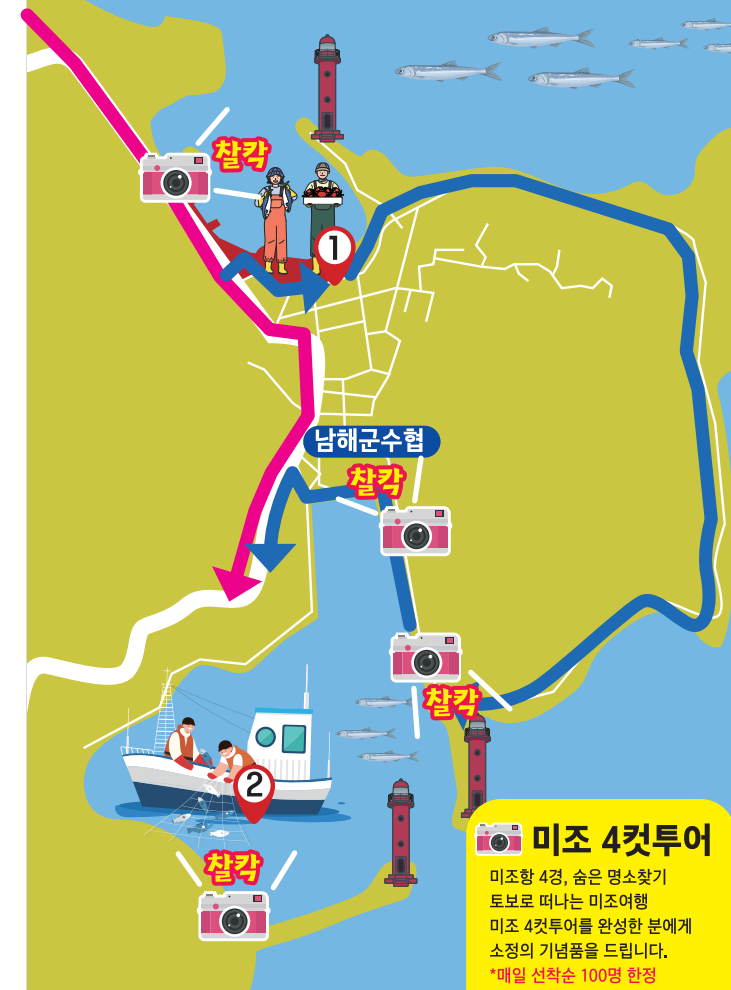 찰칵
1
남해군수협
찰칵
찰칵
2
찰칵
미조 4컷투어
미조항 4경, 숨은 명소찾기
토보로 떠나는 미조여행
미조 4컷투어를 완성한 분에게
소정의 기념품을 드립니다.
*매일 선착순 100명 한정